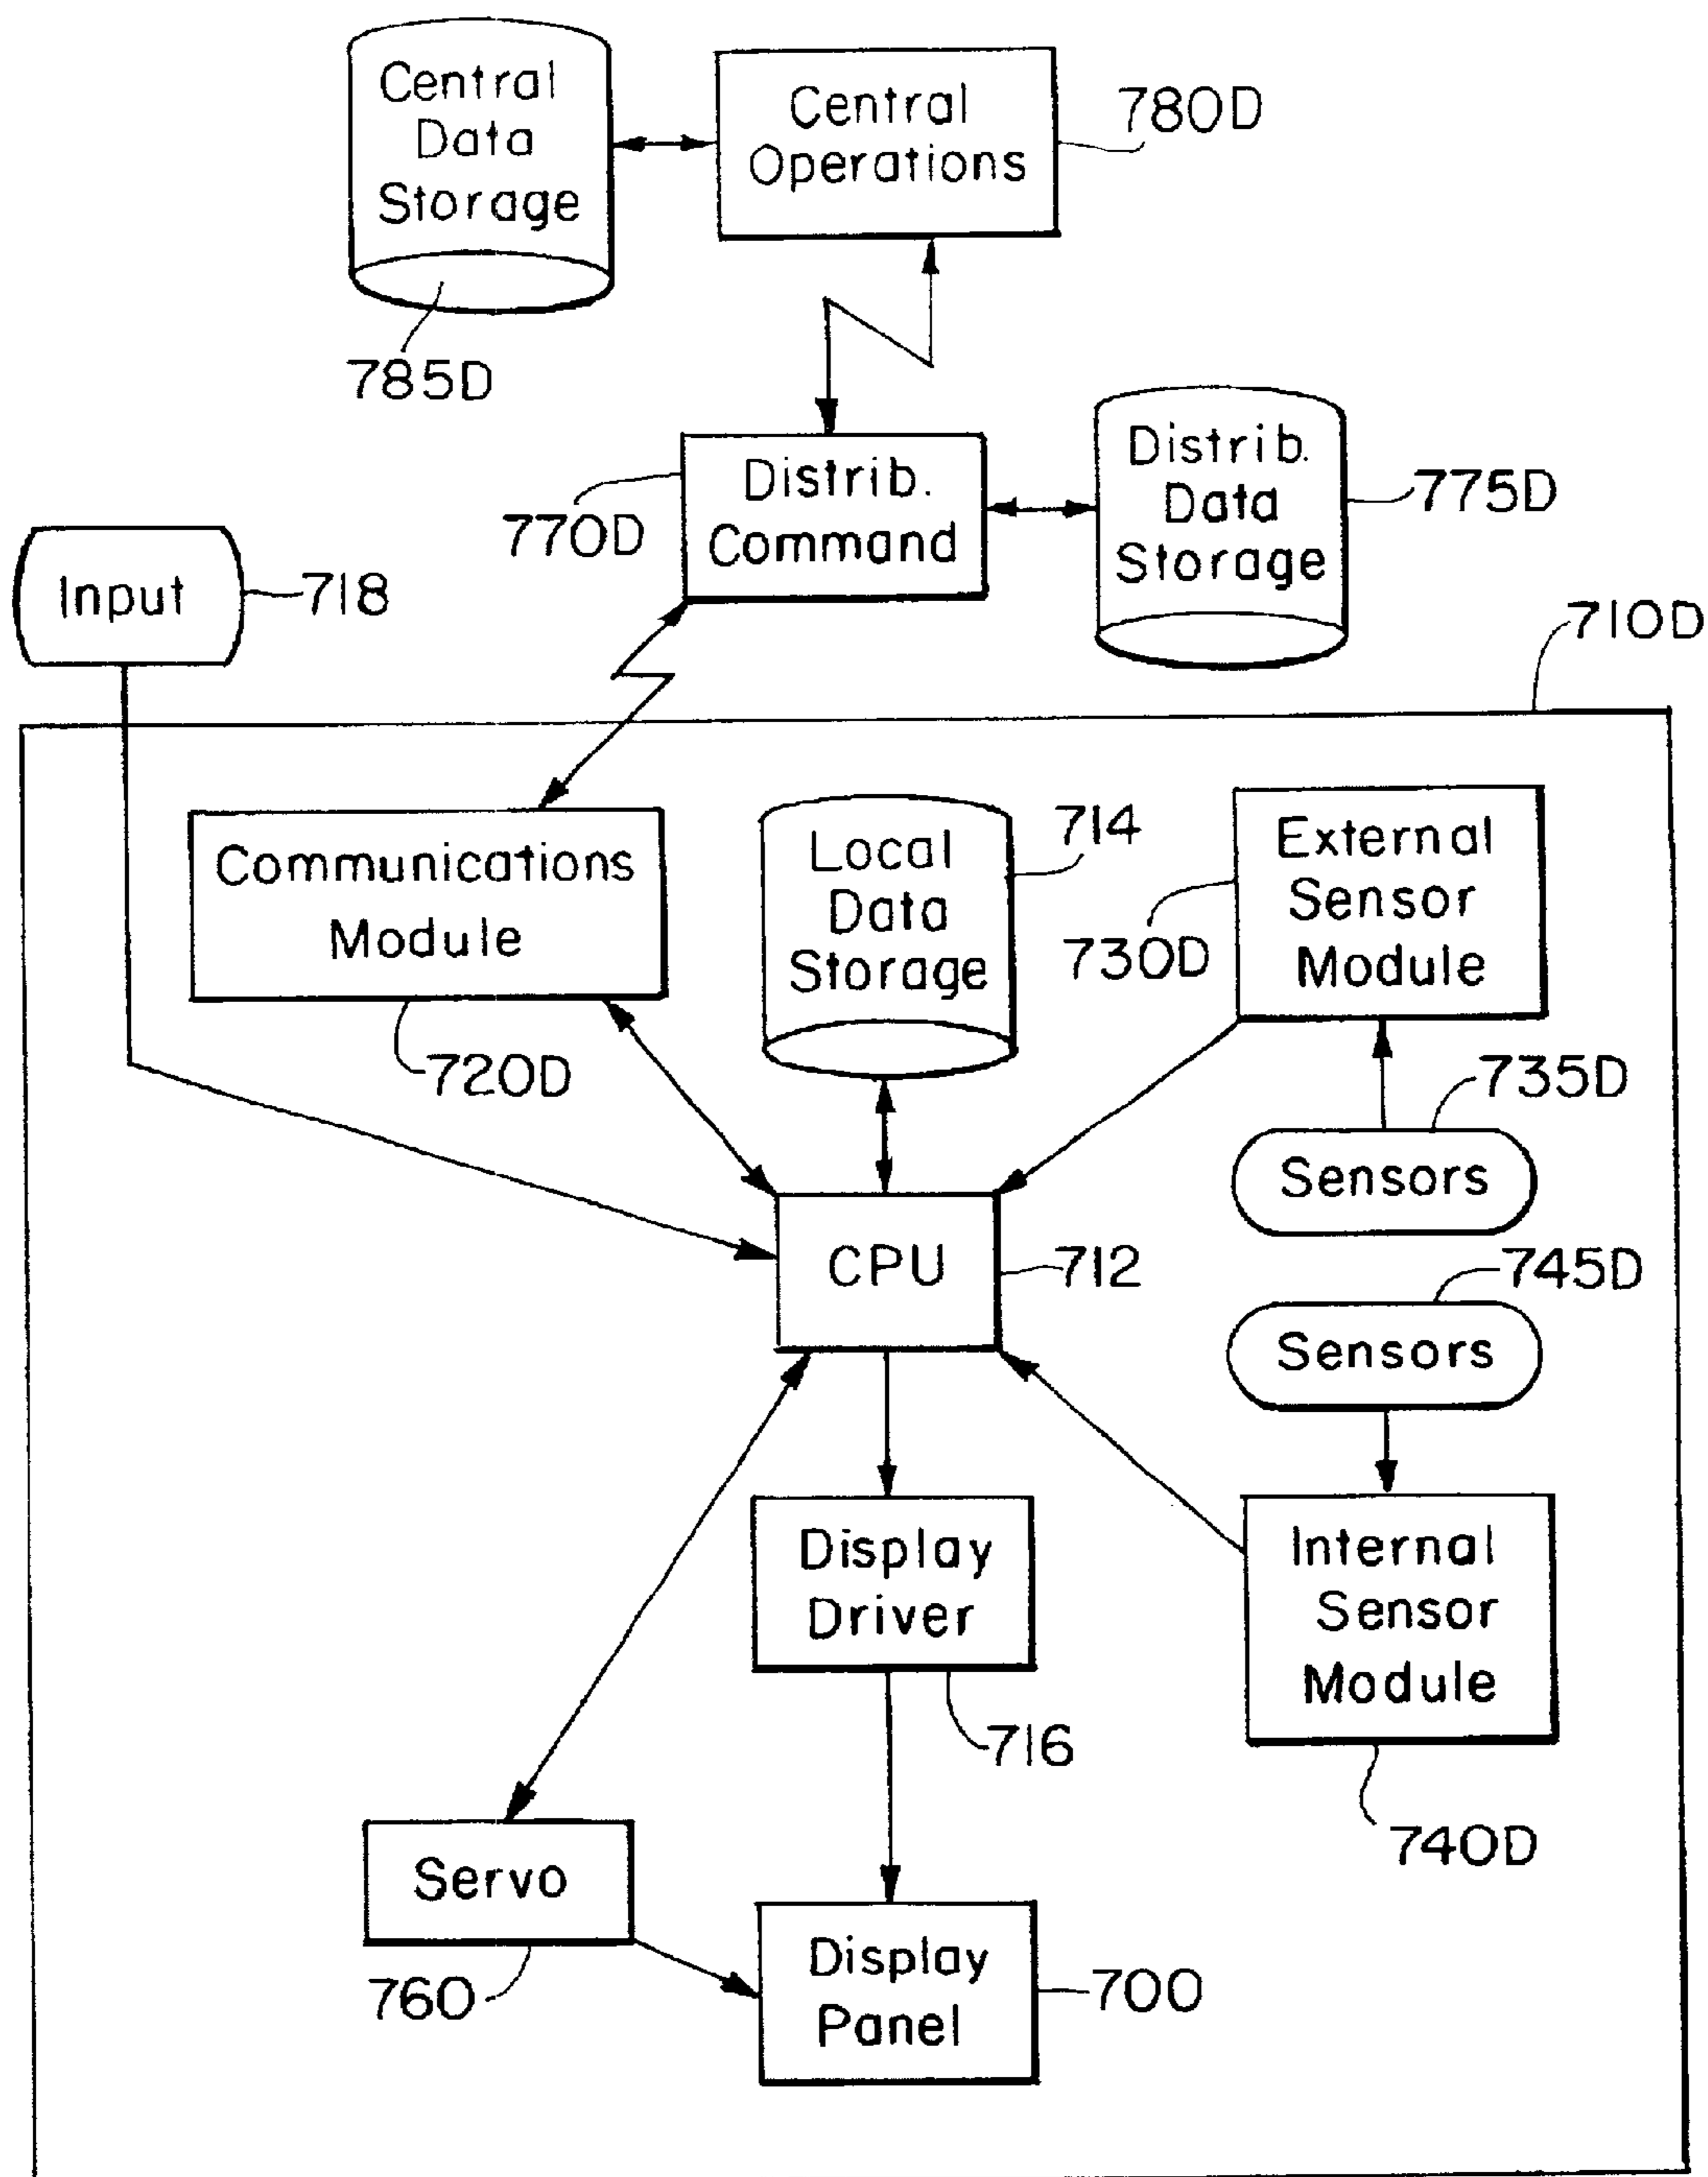 Central
Data
Storage
785D
Central
Operations
780D
Distrib.
Command
770D
Distrib.
Data
Storage
775D
Input
718
710D
Communications
Module
720D
Local
Data
Storage
714
External
Sensor
Module
730D
Sensors
735D
CPU
712
Sensors
745D
Display
Driver
716
Internal
Sensor
Module
740D
Servo
760
Display
Panel
700